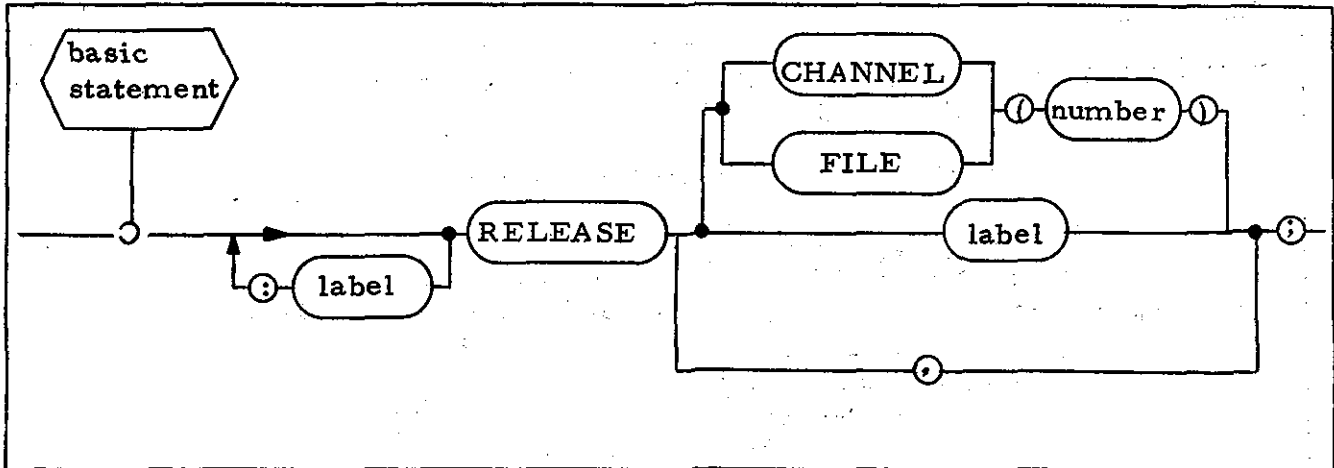 basic
statement
CHANNEL
( number )
FILE
RELEASE
label
;
: label
,